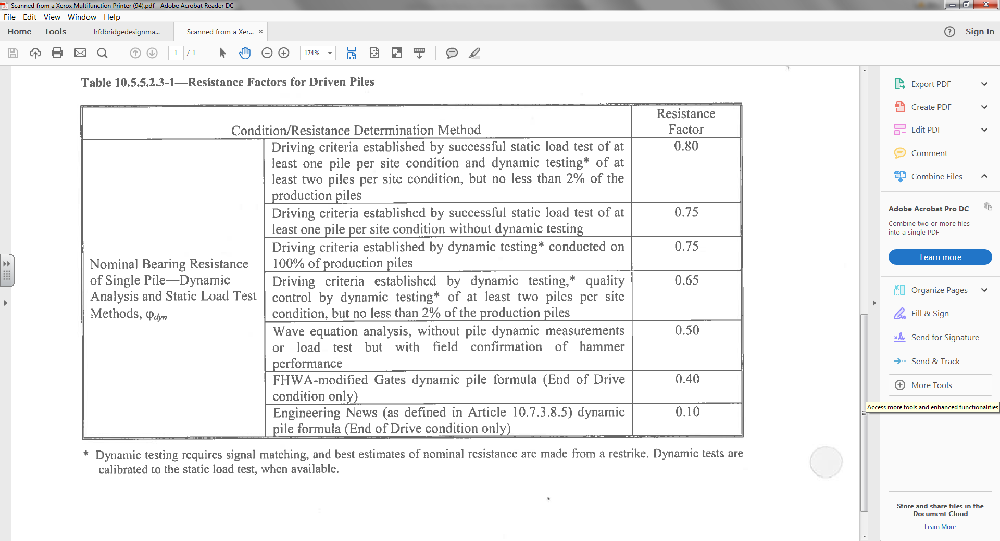 Scanned from a Xerox Multifunction Printer (94).pdf - Adobe Acrobat Reader DC
File Edit View Window Help
Home Tools lrfdbridgedesignma... Scanned from a Xer... × Sign In
1 / 1 174%
Table 10.5.5.2.3-1—Resistance Factors for Driven Piles
Condition/Resistance Determination Method
Resistance
Factor
Nominal Bearing Resistance
of Single Pile—Dynamic
Analysis and Static Load Test
Methods, φdyn
Driving criteria established by successful static load test of at
least one pile per site condition and dynamic testing* of at
least two piles per site condition, but no less than 2% of the
production piles
0.80
Driving criteria established by successful static load test of at
least one pile per site condition without dynamic testing
0.75
Driving criteria established by dynamic testing* conducted on
100% of production piles
0.75
Driving criteria established by dynamic testing,* quality
control by dynamic testing* of at least two piles per site
condition, but no less than 2% of the production piles
0.65
Wave equation analysis, without pile dynamic measurements
or load test but with field confirmation of hammer
performance
0.50
FHWA-modified Gates dynamic pile formula (End of Drive
condition only)
0.40
Engineering News (as defined in Article 10.7.3.8.5) dynamic
pile formula (End of Drive condition only)
0.10
* Dynamic testing requires signal matching, and best estimates of nominal resistance are made from a restrike. Dynamic tests are
calibrated to the static load test, when available.
Export PDF
Create PDF
Edit PDF
Comment
Combine Files
Adobe Acrobat Pro DC
Combine two or more files
into a single PDF
Learn more
Organize Pages
Fill & Sign
Send for Signature
Send & Track
More Tools
Access more tools and enhanced functionalities
Store and share files in the
Document Cloud
Learn More